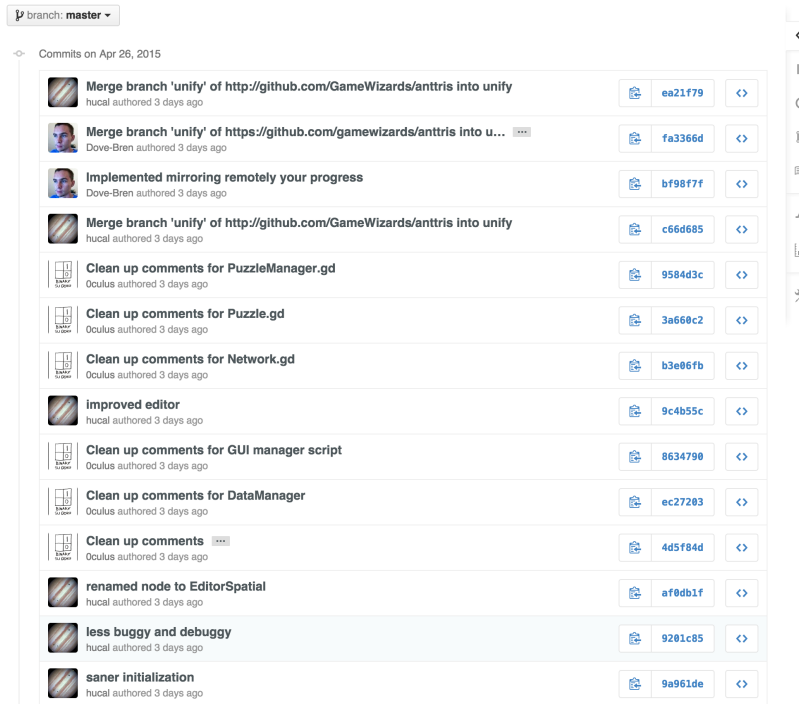 branch: master
Commits on Apr 26, 2015
Merge branch 'unify' of http://github.com/GameWizards/anttris into unify
hucal authored 3 days ago
ea21f79
Merge branch 'unify' of https://github.com/gamewizards/anttris into u... ...
Dove-Bren authored 3 days ago
fa3366d
Implemented mirroring remotely your progress
Dove-Bren authored 3 days ago
bf98f7f
Merge branch 'unify' of http://github.com/GameWizards/anttris into unify
hucal authored 3 days ago
c66d685
Clean up comments for PuzzleManager.gd
0culus authored 3 days ago
9584d3c
Clean up comments for Puzzle.gd
0culus authored 3 days ago
3a660c2
Clean up comments for Network.gd
0culus authored 3 days ago
b3e06fb
improved editor
hucal authored 3 days ago
9c4b55c
Clean up comments for GUI manager script
0culus authored 3 days ago
8634790
Clean up comments for DataManager
0culus authored 3 days ago
ec27203
Clean up comments ...
0culus authored 3 days ago
4d5f84d
renamed node to EditorSpatial
hucal authored 3 days ago
af0db1f
less buggy and debuggy
hucal authored 3 days ago
9201c85
saner initialization
hucal authored 3 days ago
9a961de